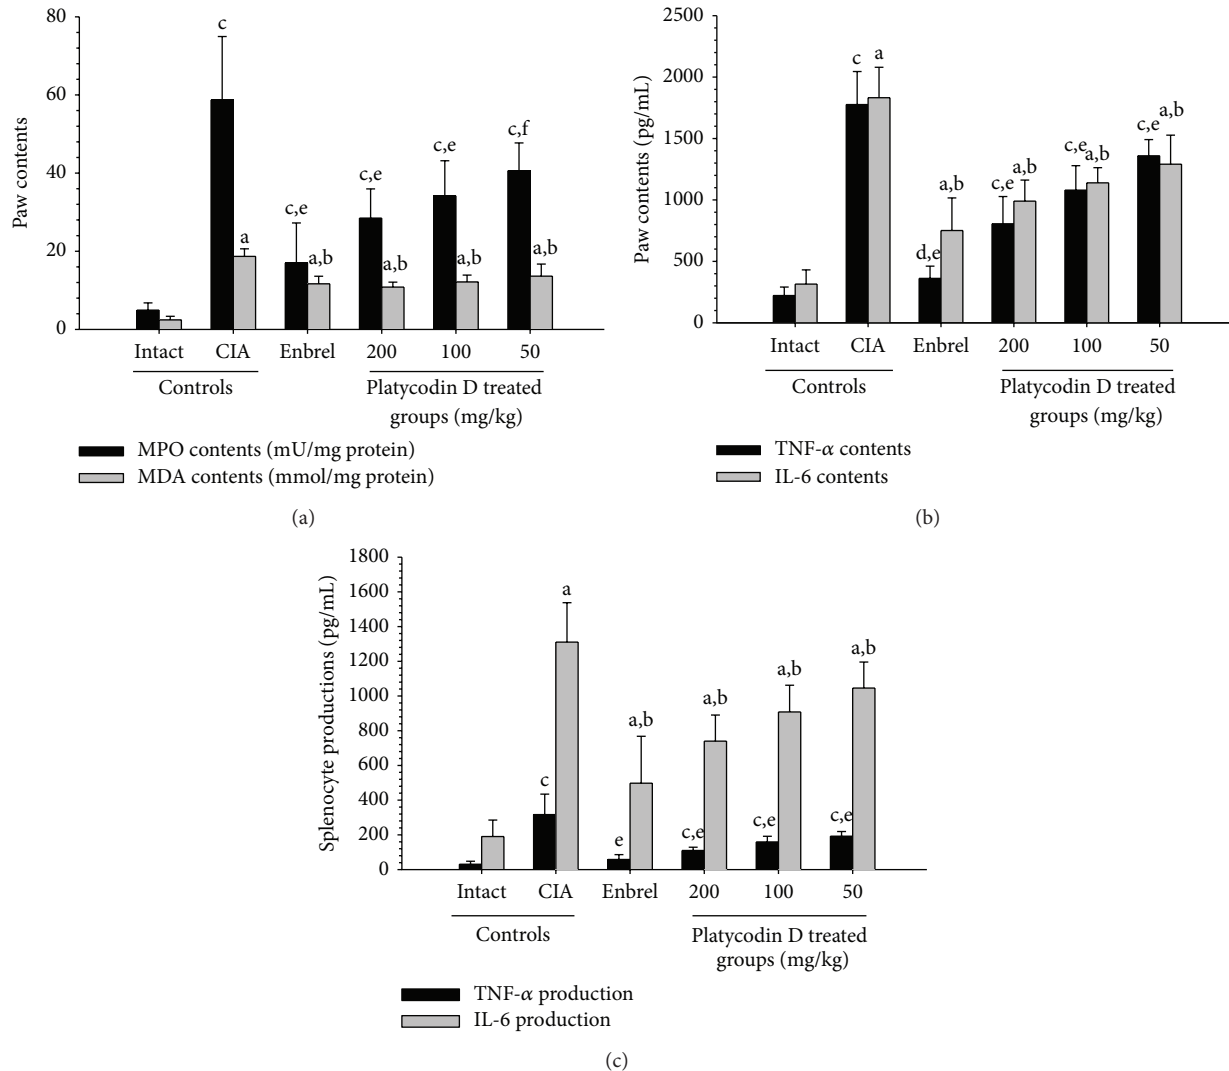 80
60
40
20
0
Paw contents
c
a
c,e
a,b
c,e
a,b
c,e
a,b
c,f
a,b
Intact
CIA
Enbrel
200
100
50
Controls
Platycodin D treated
groups (mg/kg)
MPO contents (mU/mg protein)
MDA contents (mmol/mg protein)
(a)
2500
2000
1500
1000
500
0
Paw contents (pg/mL)
c
a
d,e
a,b
c,e
a,b
c,e
a,b
c,e
a,b
Intact
CIA
Enbrel
200
100
50
Controls
Platycodin D treated
groups (mg/kg)
TNF-α contents
IL-6 contents
(b)
1800
1600
1400
1200
1000
800
600
400
200
0
Splenocyte productions (pg/mL)
c
a
e
a,b
c,e
a,b
c,e
a,b
c,e
a,b
Intact
CIA
Enbrel
200
100
50
Controls
Platycodin D treated
groups (mg/kg)
TNF-α production
IL-6 production
(c)